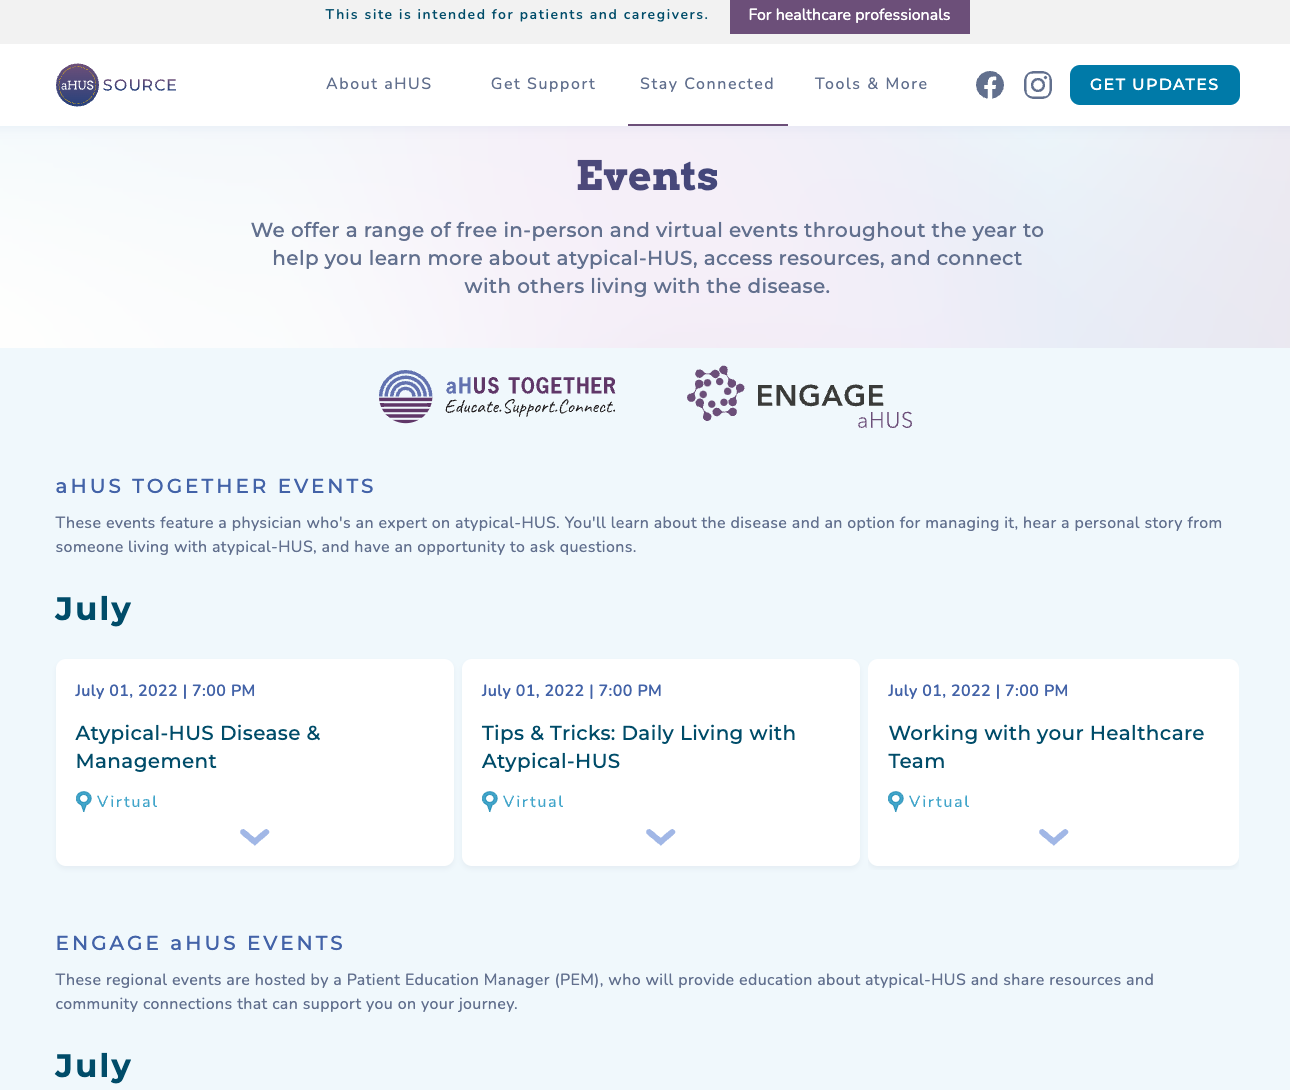 This site is intended for patients and caregivers.
For healthcare professionals
aHUS SOURCE
About aHUS
Get Support
Stay Connected
Tools & More
GET UPDATES
Events
We offer a range of free in-person and virtual events throughout the year to
help you learn more about atypical-HUS, access resources, and connect
with others living with the disease.
aHUS TOGETHER
Educate.Support.Connect.
ENGAGE
aHUS
aHUS TOGETHER EVENTS
These events feature a physician who's an expert on atypical-HUS. You'll learn about the disease and an option for managing it, hear a personal story from
someone living with atypical-HUS, and have an opportunity to ask questions.
July
July 01, 2022 | 7:00 PM
Atypical-HUS Disease &
Management
Virtual
July 01, 2022 | 7:00 PM
Tips & Tricks: Daily Living with
Atypical-HUS
Virtual
July 01, 2022 | 7:00 PM
Working with your Healthcare
Team
Virtual
ENGAGE aHUS EVENTS
These regional events are hosted by a Patient Education Manager (PEM), who will provide education about atypical-HUS and share resources and
community connections that can support you on your journey.
July